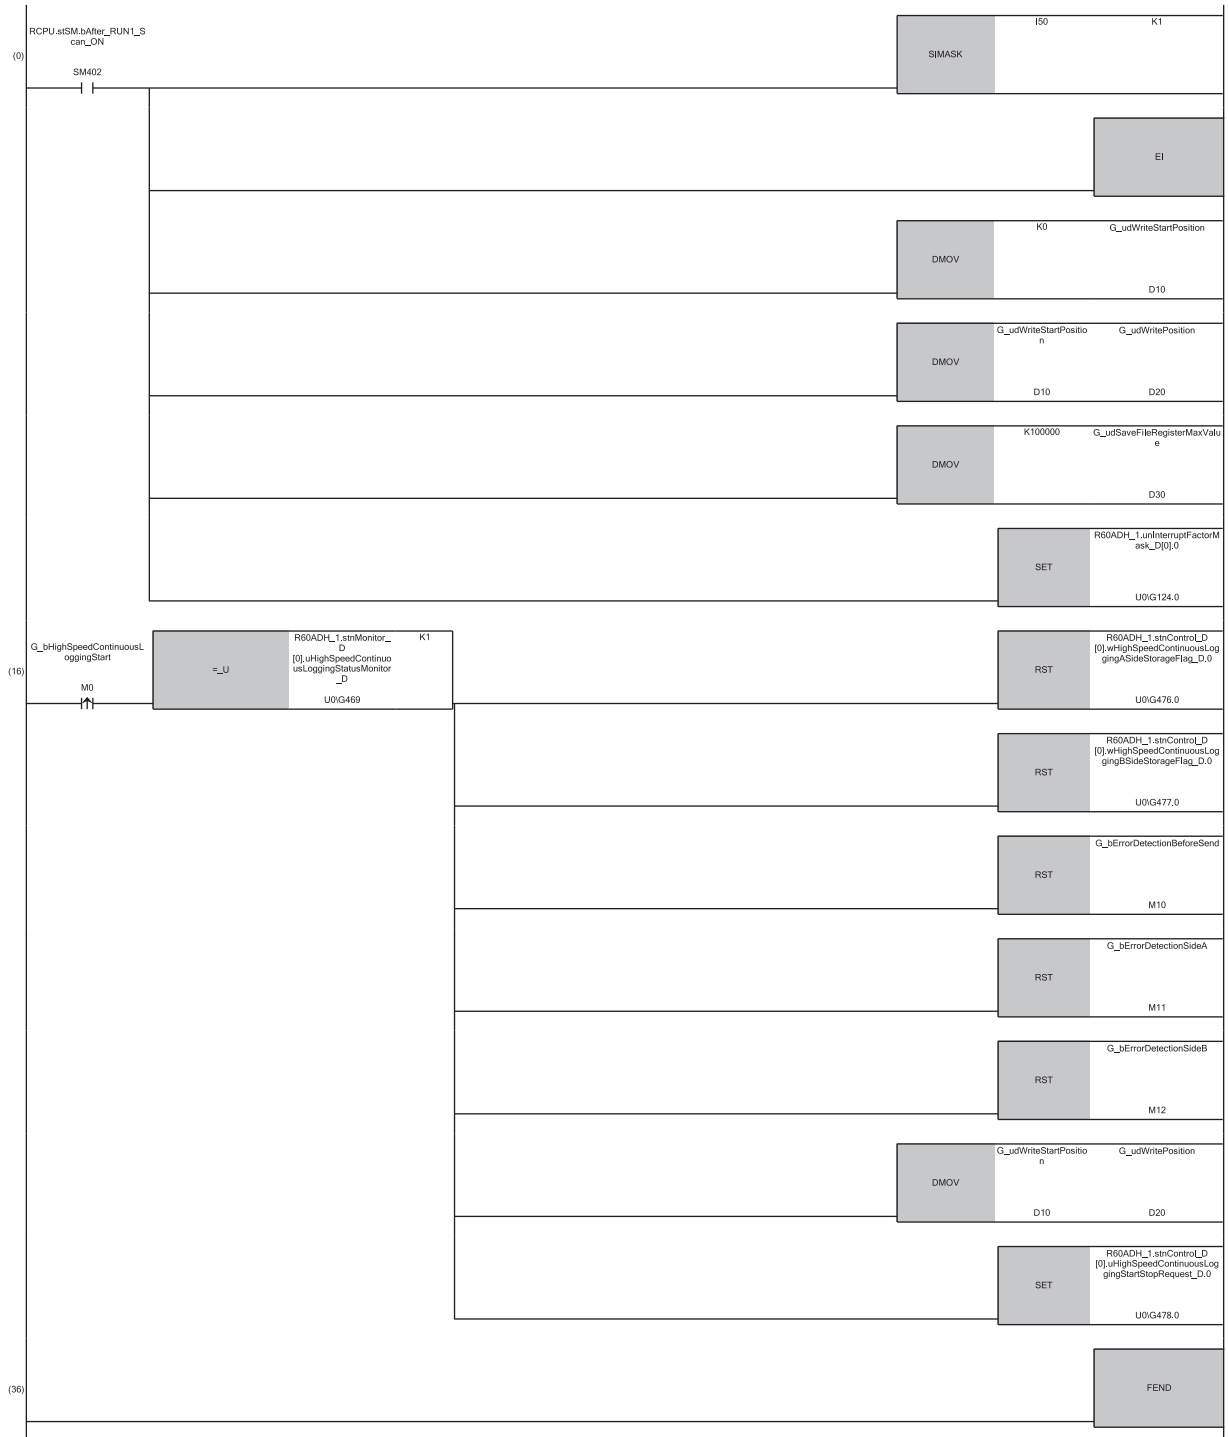 RCPU.stSM.bAfter_RUN1_S
can_ON
(0)
SM402
SIMASK
I50
K1
EI
DMOV
K0
G_udWriteStartPosition
D10
DMOV
G_udWriteStartPositio
n
G_udWritePosition
D10
D20
DMOV
K100000
G_udSaveFileRegisterMaxValu
e
D30
SET
R60ADH_1.unInterruptFactorM
ask_D[0].0
U0\G124.0
G_bHighSpeedContinuousL
oggingStart
(16)
M0
=_U
R60ADH_1.stnMonitor_
D
[0].uHighSpeedContinuo
usLoggingStatusMonitor
_D
U0\G469
K1
RST
R60ADH_1.stnControl_D
[0].wHighSpeedContinuousLog
gingASideStorageFlag_D.0
U0\G476.0
RST
R60ADH_1.stnControl_D
[0].wHighSpeedContinuousLog
gingBSideStorageFlag_D.0
U0\G477.0
RST
G_bErrorDetectionBeforeSend
M10
RST
G_bErrorDetectionSideA
M11
RST
G_bErrorDetectionSideB
M12
DMOV
G_udWriteStartPositio
n
G_udWritePosition
D10
D20
SET
R60ADH_1.stnControl_D
[0].uHighSpeedContinuousLog
gingStartStopRequest_D.0
U0\G478.0
(36)
FEND